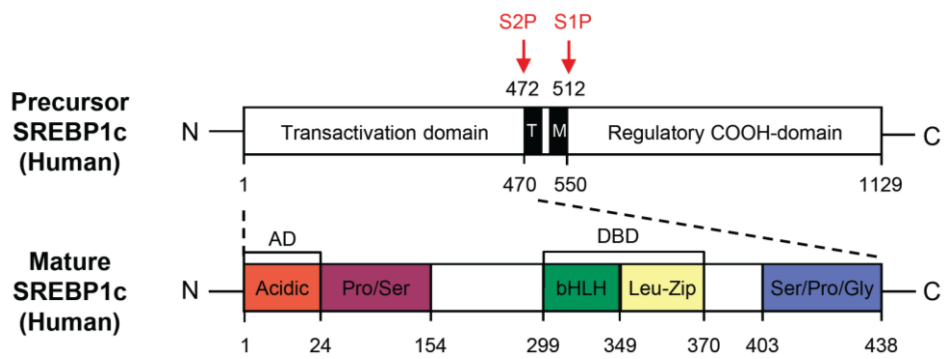 S2P S1P
472 512
Precursor
SREBP1c
(Human)
N Transactivation domain T M Regulatory COOH-domain C
1 470 550 1129
AD DBD
Mature
SREBP1c
(Human)
N Acidic Pro/Ser bHLH Leu-Zip Ser/Pro/Gly C
1 24 154 299 349 370 403 438